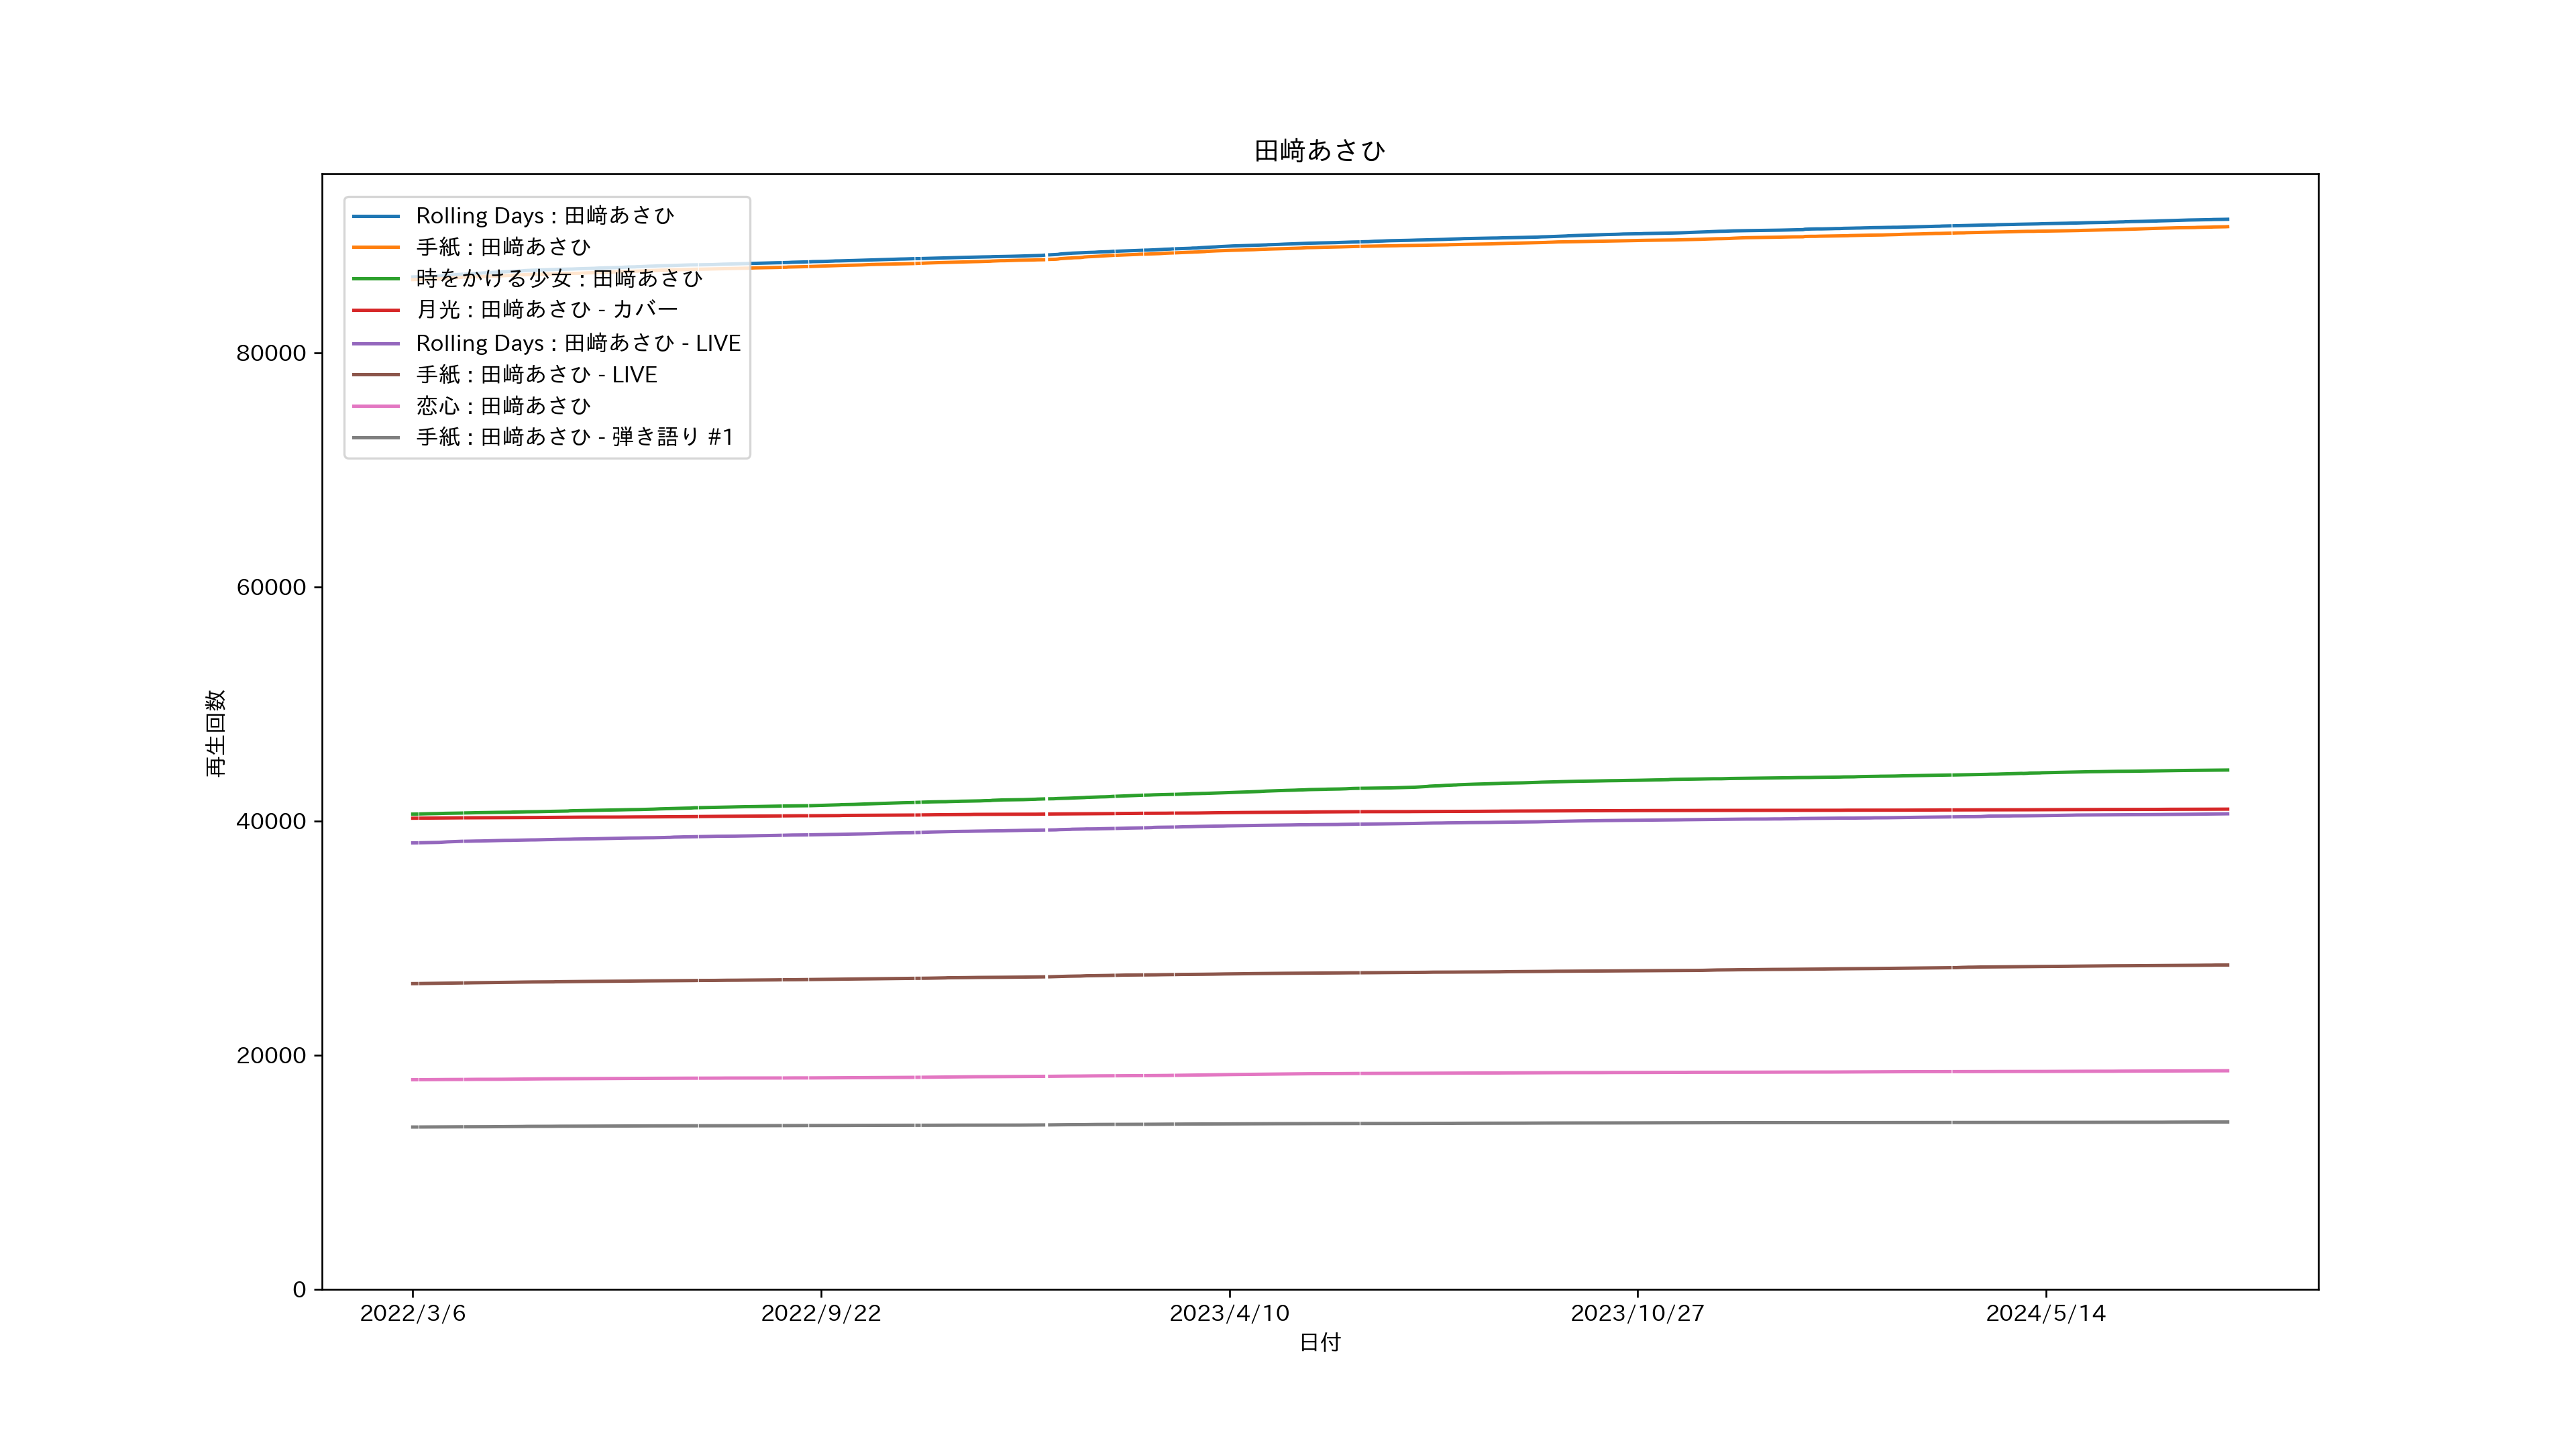 田﨑あさひ
Rolling Days : 田﨑あさひ
手紙 : 田﨑あさひ
時をかける少女 : 田﨑あさひ
月光 : 田﨑あさひ - カバー
Rolling Days : 田﨑あさひ - LIVE
手紙 : 田﨑あさひ - LIVE
恋心 : 田﨑あさひ
手紙 : 田﨑あさひ - 弾き語り #1
再生回数
80000
60000
40000
20000
0
2022/3/6 2022/9/22 2023/4/10 2023/10/27 2024/5/14
日付